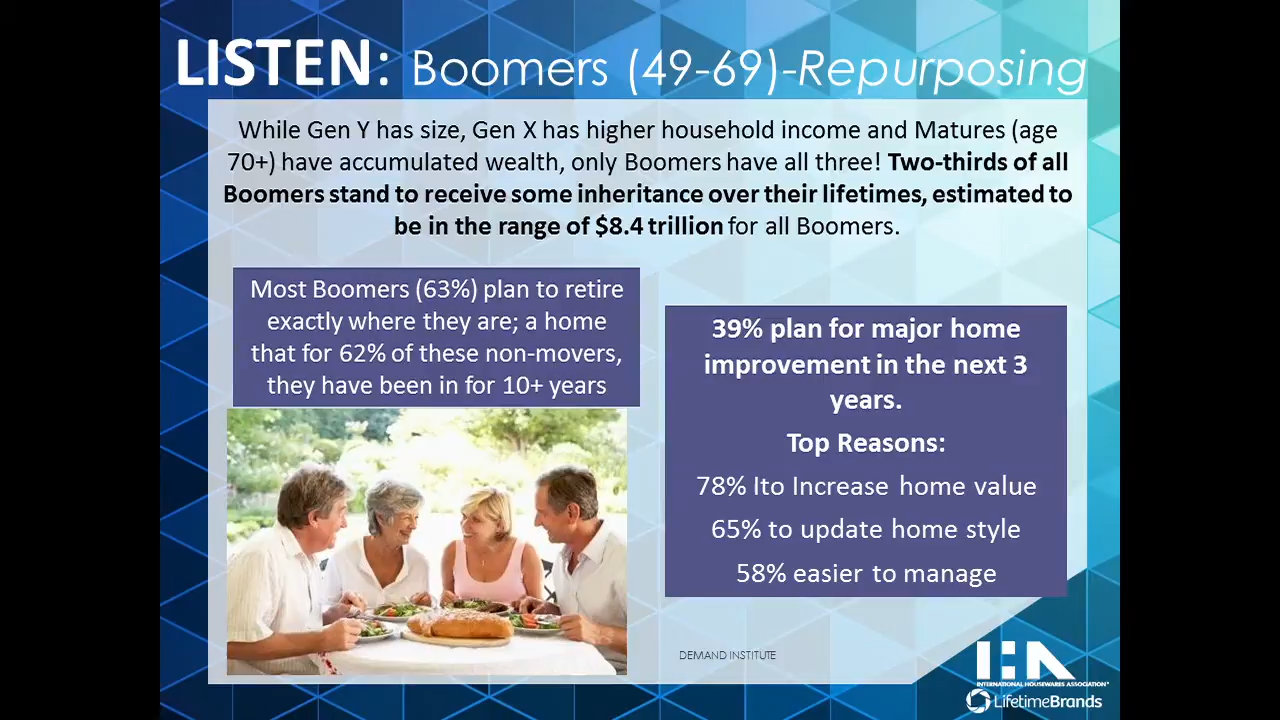 LISTEN: Boomers (49-69)-Repurposing
While Gen Y has size, Gen X has higher household income and Matures (age
70+) have accumulated wealth, only Boomers have all three! Two-thirds of all
Boomers stand to receive some inheritance over their lifetimes, estimated to
be in the range of $8.4 trillion for all Boomers.
Most Boomers (63%) plan to retire
exactly where they are; a home
that for 62% of these non-movers,
they have been in for 10+ years
39% plan for major home
improvement in the next 3
years.
Top Reasons:
78% Ito Increase home value
65% to update home style
58% easier to manage
DEMAND INSTITUTE
IHA
INTERNATIONAL HOUSEWARES ASSOCIATION
LifetimeBrands